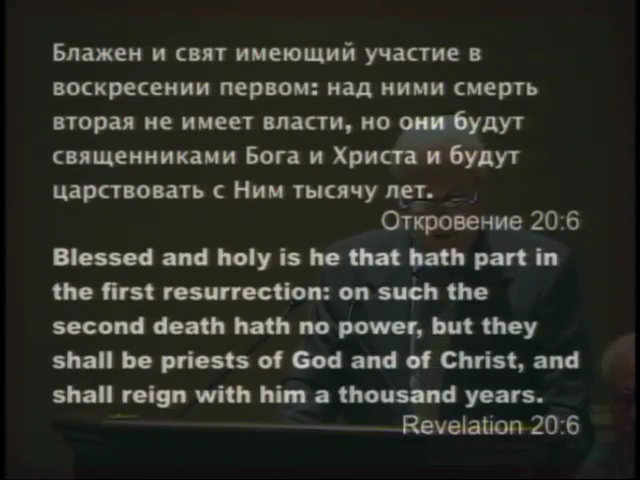 Блажен и свят имеющий участие в
воскресении первом: над ними смерть
вторая не имеет власти, но они будут
священниками Бога и Христа и будут
царствовать с Ним тысячу лет.
Откровение 20:6
Blessed and holy is he that hath part in
the first resurrection: on such the
second death hath no power, but they
shall be priests of God and of Christ, and
shall reign with him a thousand years.
Revelation 20:6